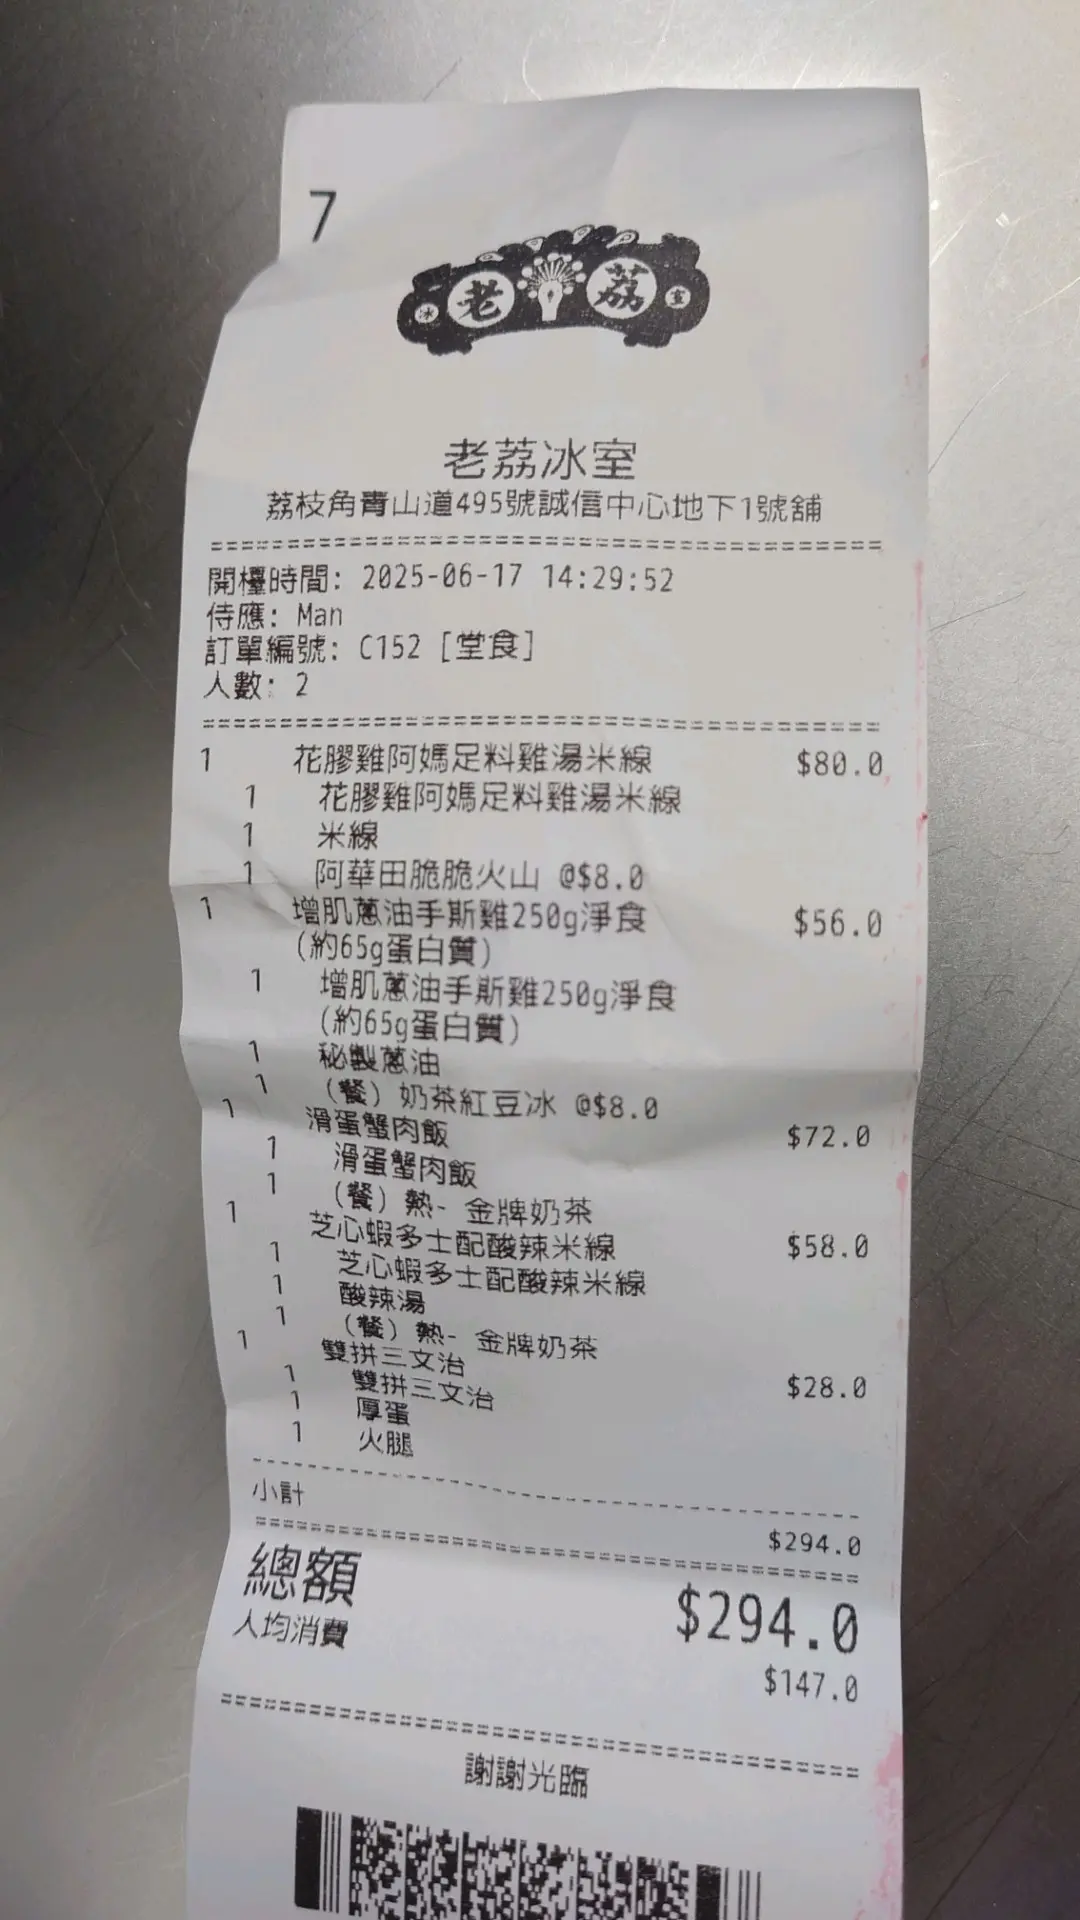 7
冰 老 荔 室
老荔冰室
荔枝角青山道495號誠信中心地下1號舖
開檯時間: 2025-06-17 14:29:52
侍應: Man
訂單編號: C152 [堂食]
人數: 2
1 花膠雞阿媽足料雞湯米線 $80.0
1 花膠雞阿媽足料雞湯米線
1 米線
1 阿華田脆脆火山 @$8.0
1 增肌蔥油手撕雞250g淨食 $56.0
(約65g蛋白質)
1 增肌蔥油手撕雞250g淨食
(約65g蛋白質)
1 秘製蔥油
1 (餐) 奶茶紅豆冰 @$8.0
1 滑蛋蟹肉飯 $72.0
1 滑蛋蟹肉飯
1 (餐) 熱- 金牌奶茶
1 芝心蝦多士配酸辣米線 $58.0
1 芝心蝦多士配酸辣米線
1 酸辣湯
1 (餐) 熱- 金牌奶茶
1 雙拼三文治 $28.0
1 雙拼三文治
1 厚蛋
1 火腿
小計 $294.0
總額 $294.0
人均消費 $147.0
謝謝光臨